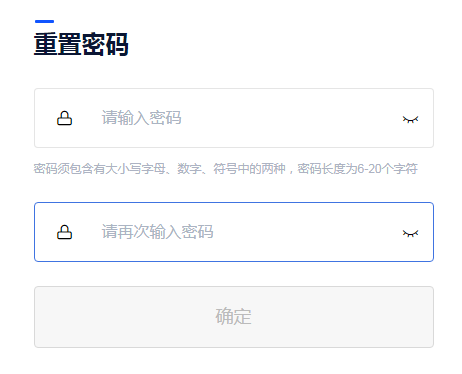 重置密码
请输入密码
密码须包含有大小写字母、数字、符号中的两种，密码长度为6-20个字符
请再次输入密码
确定